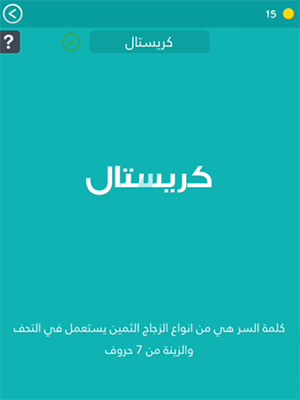 15
?
كريستال
كريستال
كلمة السر هي من انواع الزجاج الثمين يستعمل في التحف
والزينة من 7 حروف